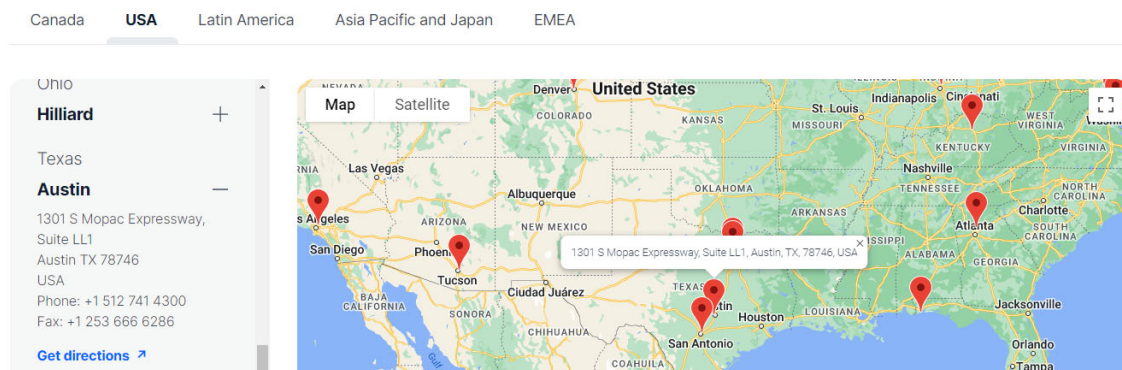 Canada USA Latin America Asia Pacific and Japan EMEA
Ohio
Hilliard
Texas
Austin
1301 S Mopac Expressway,
Suite LL1
Austin TX 78746
USA
Phone: +1 512 741 4300
Fax: +1 253 666 6286
Get directions
Map Satellite
NEVADA
Denver
United States
COLORADO
KANSAS
St. Louis
MISSOURI
Indianapolis
WEST
VIRGINIA
KENTUCKY
VIRGINIA
Las Vegas
Nashville
TENNESSEE
Albuquerque
OKLAHOMA
NORTH
CAROLINA
Charlotte
s Angeles
ARIZONA
NEW MEXICO
ARKANSAS
Atlanta
SOUTH
CAROLINA
San Diego
1301 S Mopac Expressway, Suite LL1, Austin, TX, 78746, USA
ISSIPPI
ALABAMA
GEORGIA
Tucson
TEXAS
tin
Ciudad Juárez
BAJA
CALIFORNIA
SONORA
Houston
LOUISIANA
Jacksonville
CHIHUAHUA
San Antonio
Orlando
COAHUILA
Tampa